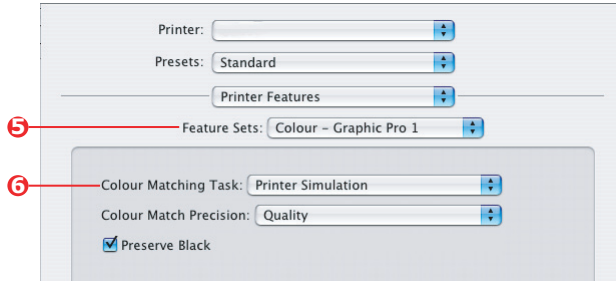 Printer:
Presets: Standard
Printer Features
5 Feature Sets: Colour – Graphic Pro 1
6 Colour Matching Task: Printer Simulation
Colour Match Precision: Quality
Preserve Black